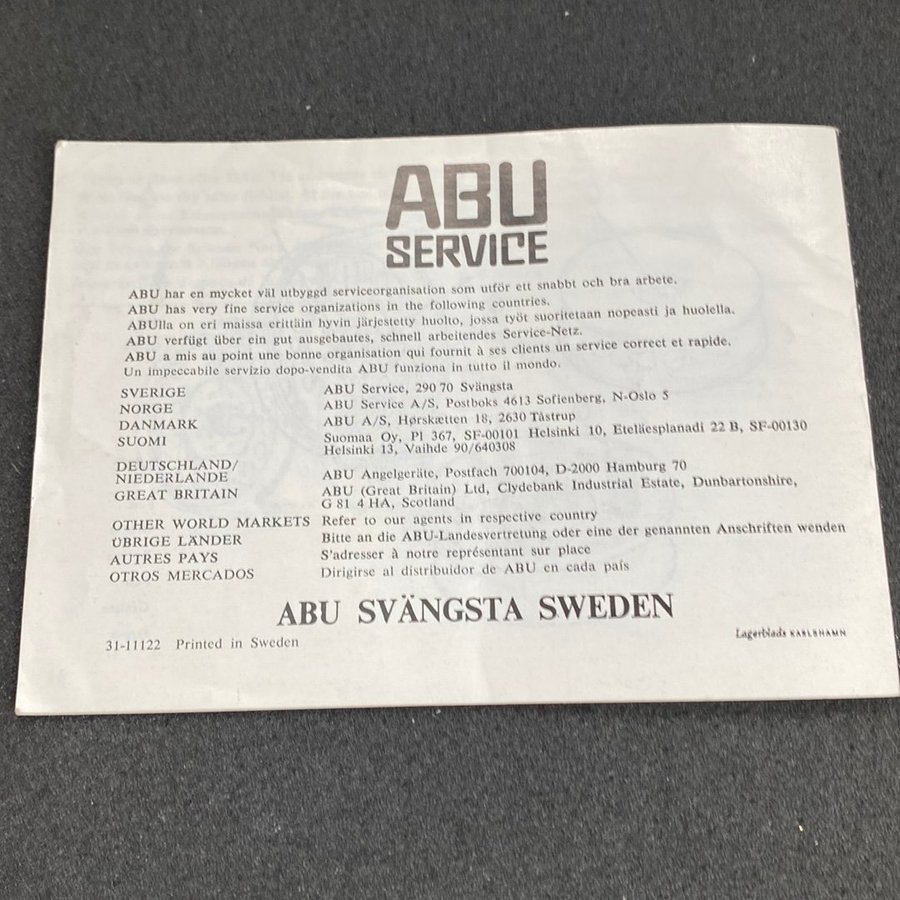 ABU
SERVICE
ABU har en mycket väl utbyggd serviceorganisation som utför ett snabbt och bra arbete.
ABU has very fine service organizations in the following countries.
ABUlla on eri maissa erittäin hyvin järjestetty huolto, jossa työt suoritetaan nopeasti ja huolella.
ABU verfügt über ein gut ausgebautes, schnell arbeitendes Service-Netz.
ABU a mis au point une bonne organisation qui fournit à ses clients un service correct et rapide.
Un impeccabile servizio dopo-vendita ABU funziona in tutto il mondo.
SVERIGE ABU Service, 290 70 Svängsta
NORGE ABU Service A/S, Postboks 4613 Sofienberg, N-Oslo 5
DANMARK ABU A/S, Hørskætten 18, 2630 Tåstrup
SUOMI Suomaa Oy, Pl 367, SF-00101 Helsinki 10, Eteläesplanadi 22 B, SF-00130
Helsinki 13, Vaihde 90/640308
DEUTSCHLAND/
NIEDERLANDE ABU Angelgeräte, Postfach 700104, D-2000 Hamburg 70
GREAT BRITAIN ABU (Great Britain) Ltd, Clydebank Industrial Estate, Dunbartonshire,
G 81 4 HA, Scotland
OTHER WORLD MARKETS Refer to our agents in respective country
ÜBRIGE LÄNDER Bitte an die ABU-Landesvertretung oder eine der genannten Anschriften wenden
AUTRES PAYS S'adresser à notre représentant sur place
OTROS MERCADOS Dirigirse al distribuidor de ABU en cada país
ABU SVÄNGSTA SWEDEN
31-11122 Printed in Sweden
Lagerblads KARLSHAMN